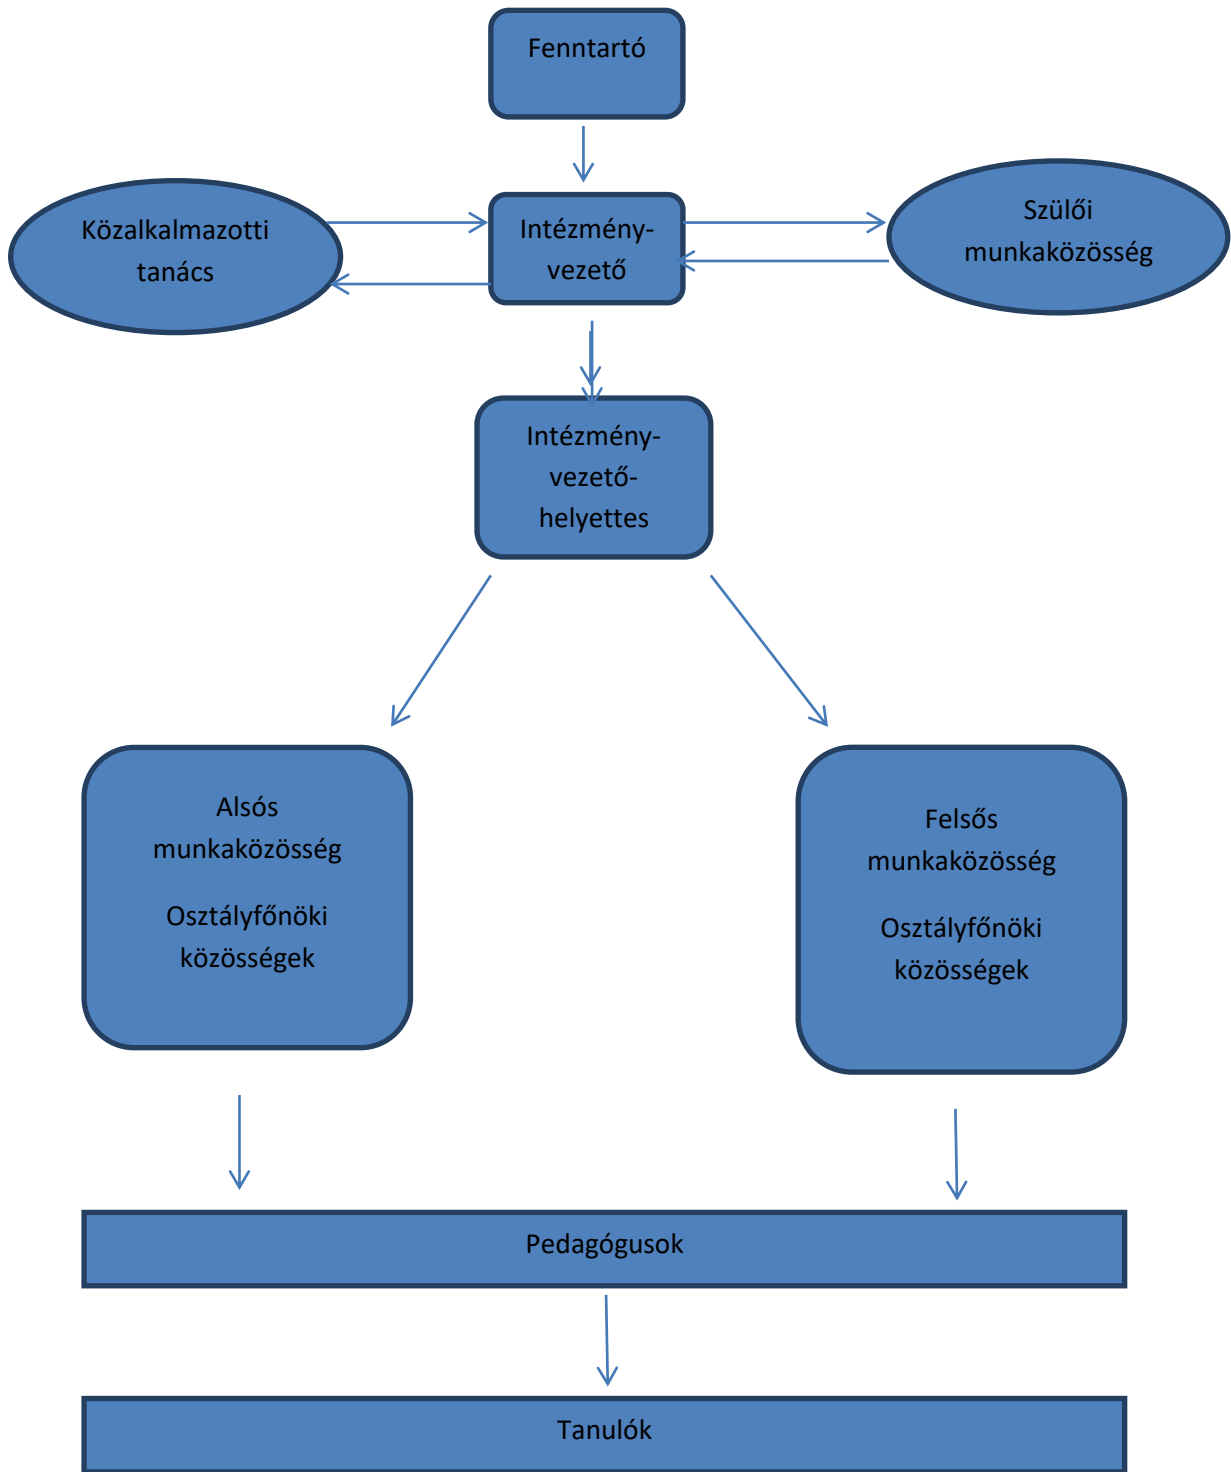 Fenntartó
Közalkalmazotti
tanács
Intézmény-
vezető
Szülői
munkaközösség
Intézmény-
vezető-
helyettes
Alsós
munkaközösség
Osztályfőnöki
közösségek
Felsős
munkaközösség
Osztályfőnöki
közösségek
Pedagógusok
Tanulók